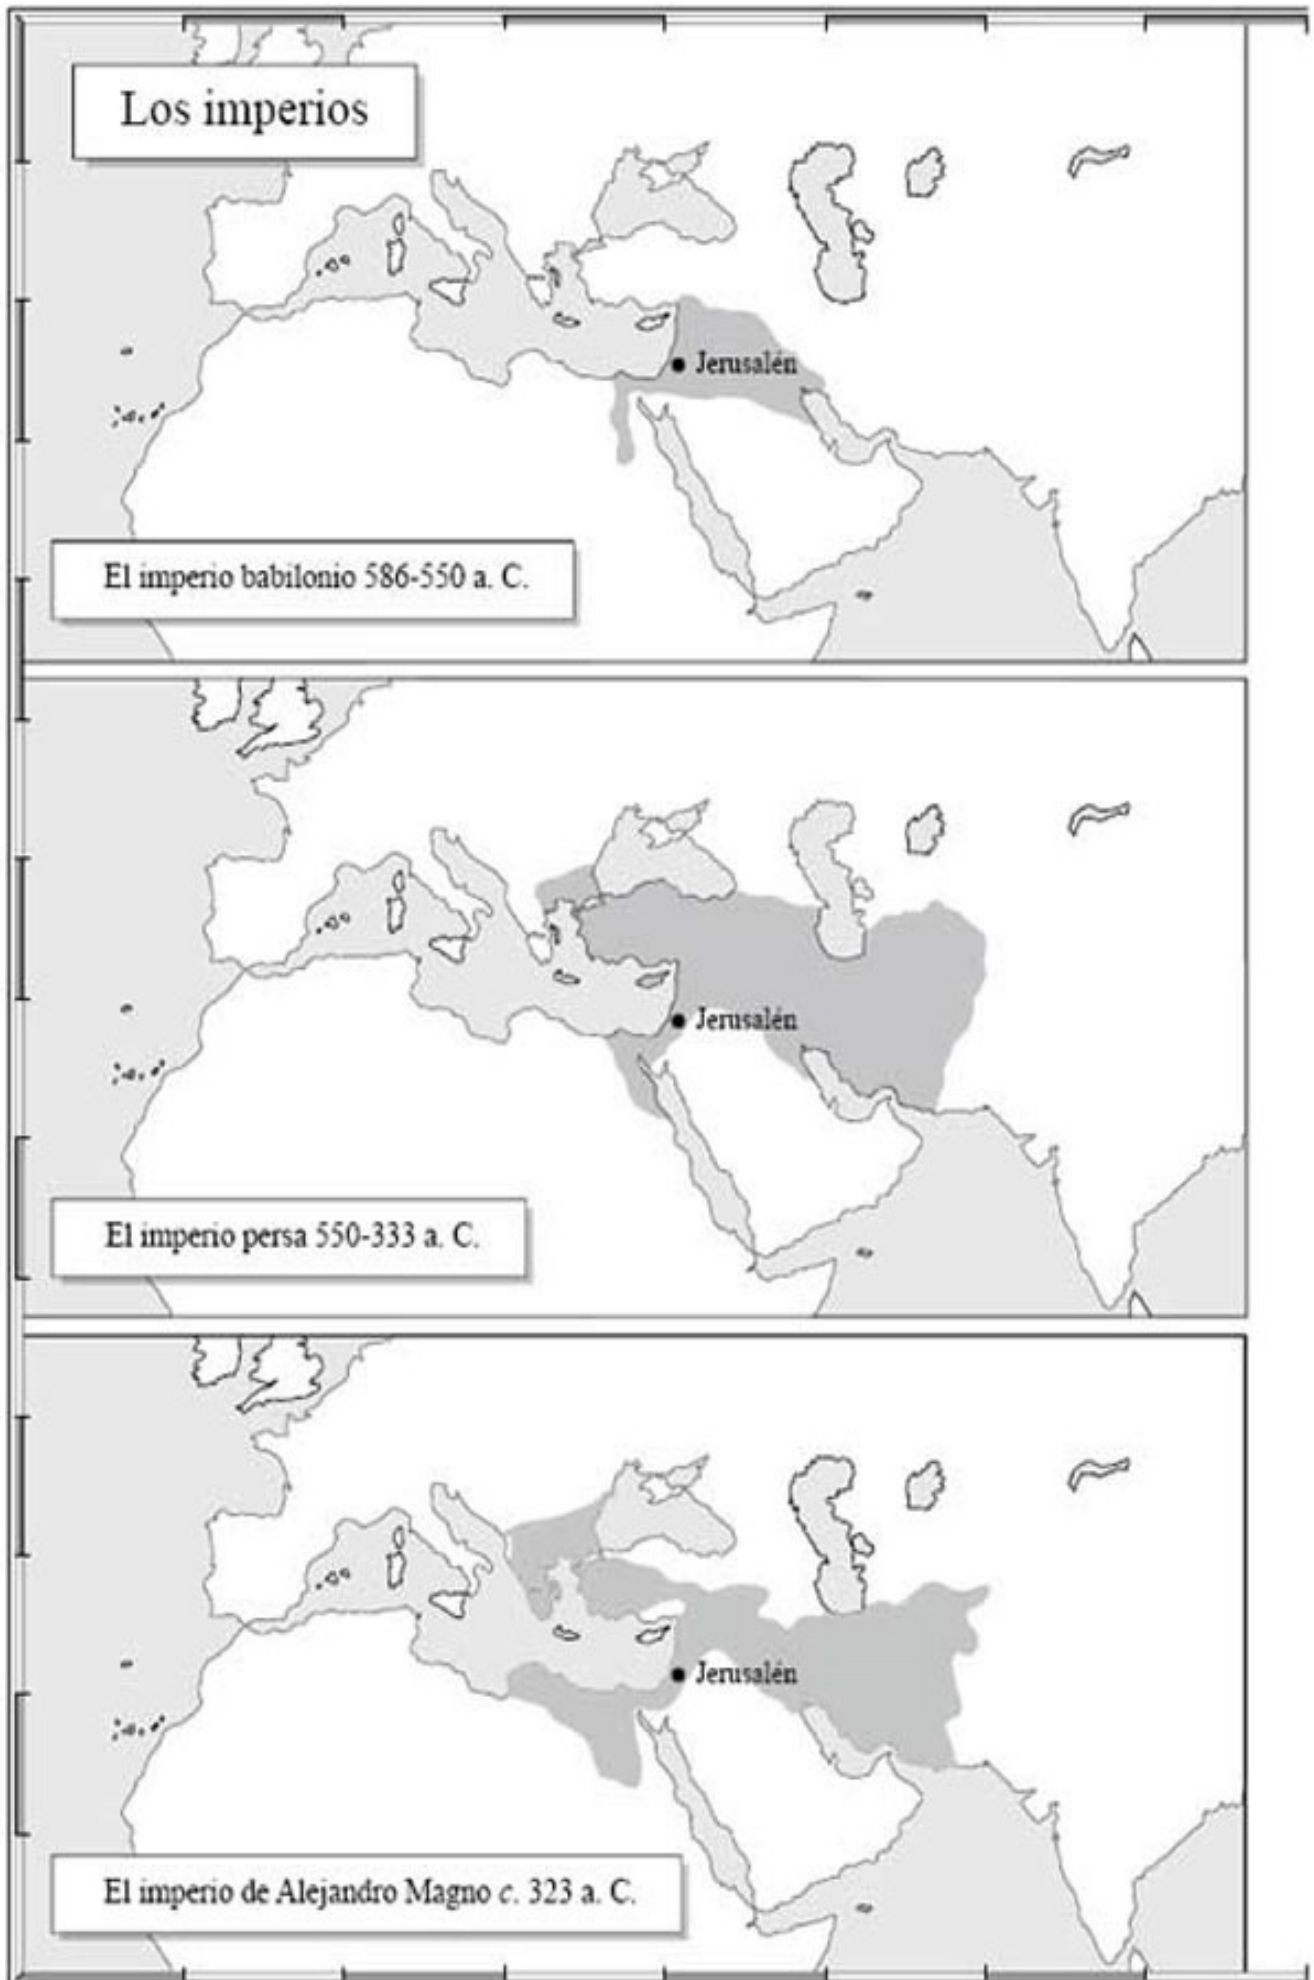 Los imperios
Jerusalén
El imperio babilonio 586-550 a. C.
Jerusalén
El imperio persa 550-333 a. C.
Jerusalén
El imperio de Alejandro Magno c. 323 a. C.